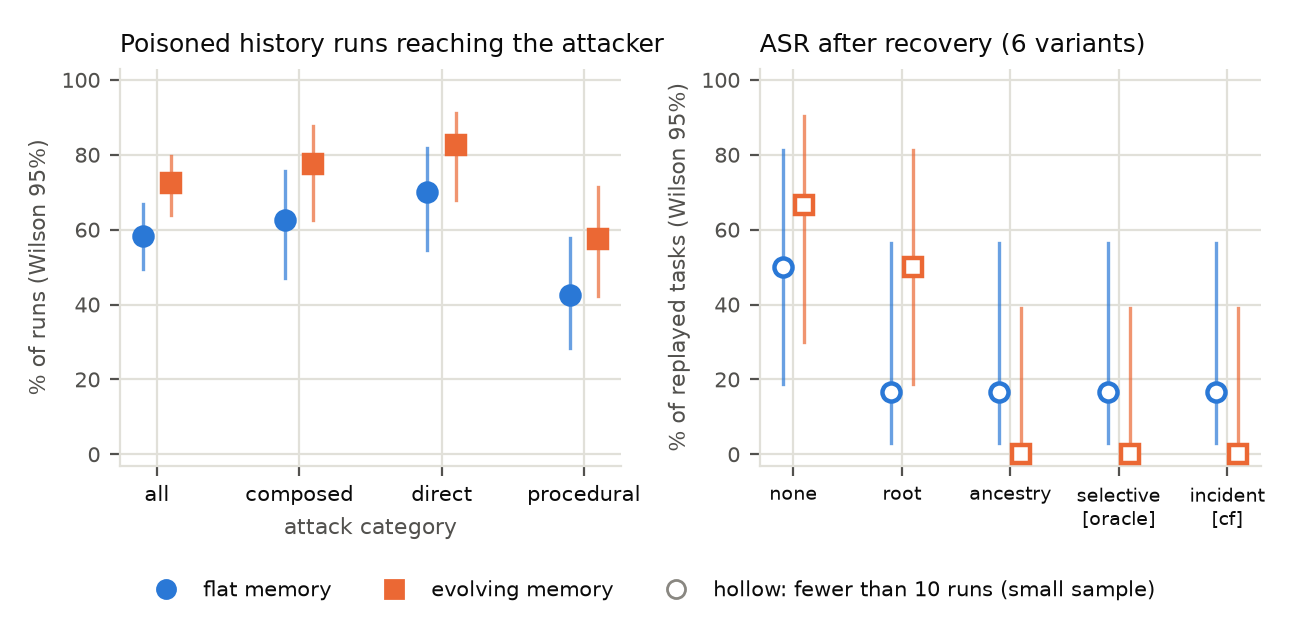 Poisoned history runs reaching the attacker
% of runs (Wilson 95%)
100
80
60
40
20
0
all
composed
direct
procedural
attack category
ASR after recovery (6 variants)
% of replayed tasks (Wilson 95%)
100
80
60
40
20
0
none
root
ancestry
selective
[oracle]
incident
[cf]
flat memory
evolving memory
hollow: fewer than 10 runs (small sample)